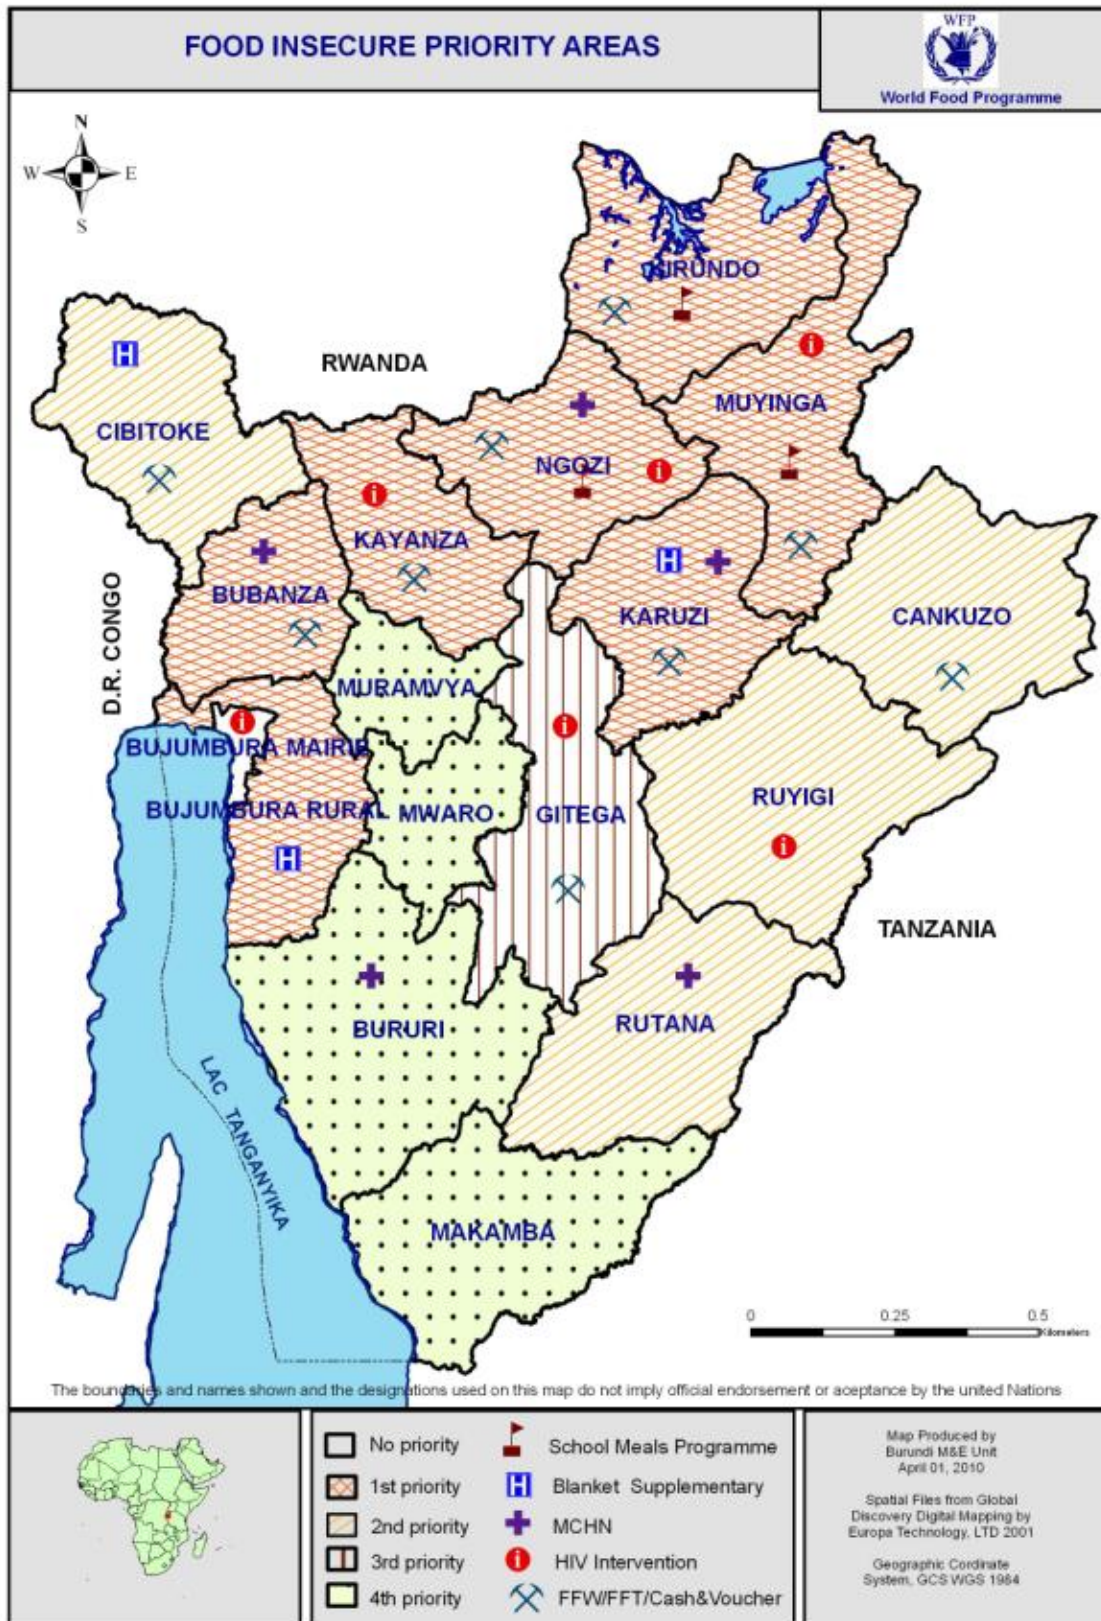 FOOD INSECURE PRIORITY AREAS
WFP
World Food Programme
N
W
E
S
KIRUNDO
RWANDA
MUYINGA
CIBITOKE
NGOZI
KAYANZA
BUBANZA
KARUZI
CANKUZO
D.R. CONGO
MURAMVYA
BUJUMBURA MAIRIE
RUYIGI
BUJUMBURA RURAL
MWARO
GITEGA
TANZANIA
BURURI
RUTANA
LAC TANGANYIKA
MAKAMBA
0 0.25 0.5
Kilometers
The boundaries and names shown and the designations used on this map do not imply official endorsement or aceptance by the united Nations
No priority
1st priority
2nd priority
3rd priority
4th priority
School Meals Programme
H Blanket Supplementary
MCHN
i HIV Intervention
FFW/FFT/Cash&Voucher
Map Produced by
Burundi M&E Unit
April 01, 2010
Spatial Files from Global
Discovery Digital Mapping by
Europa Technology, LTD 2001
Geographic Cordinate
System, GCS WGS 1984